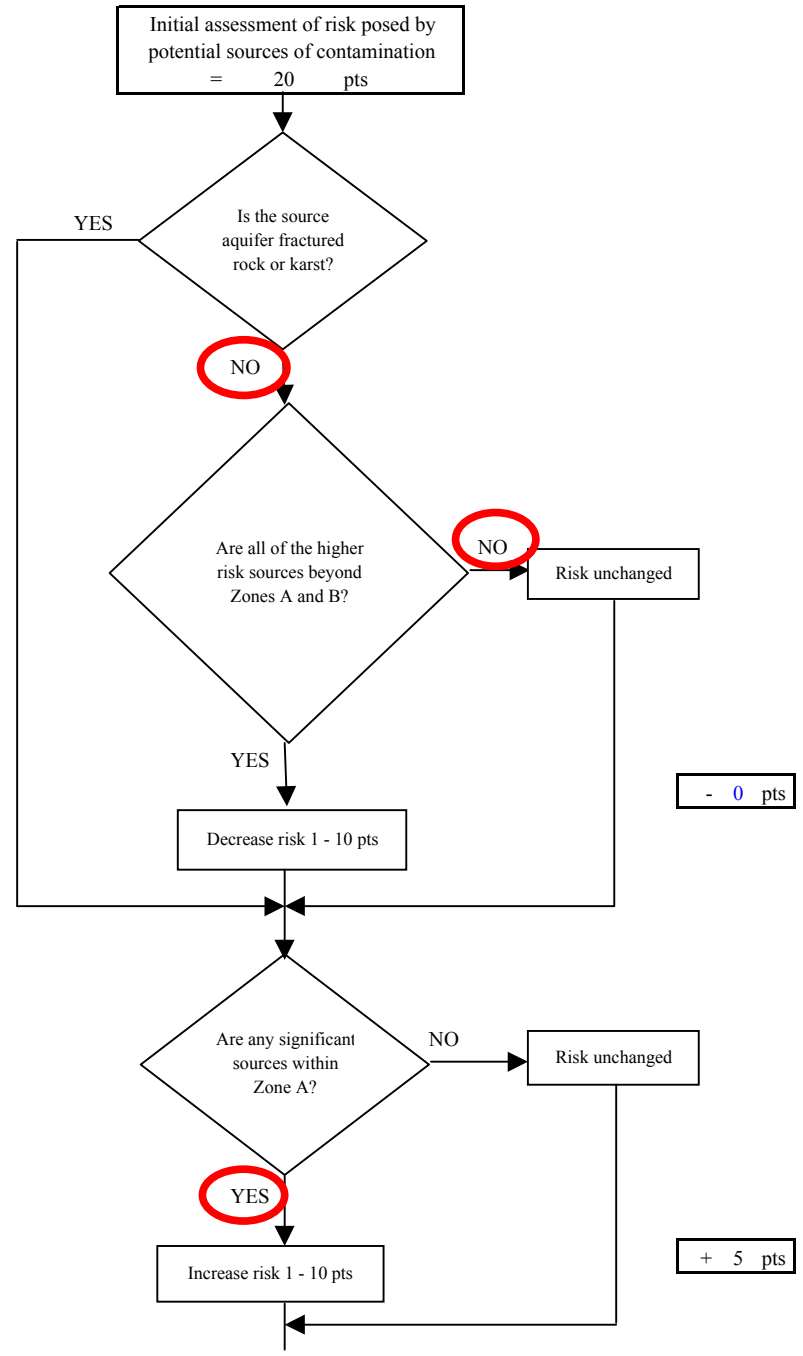 Initial assessment of risk posed by
potential sources of contamination
= 20 pts
YES
Is the source
aquifer fractured
rock or karst?
NO
Are all of the higher
risk sources beyond
Zones A and B?
NO
Risk unchanged
YES
- 0 pts
Decrease risk 1 - 10 pts
Are any significant
sources within
Zone A?
NO
Risk unchanged
YES
Increase risk 1 - 10 pts
+ 5 pts